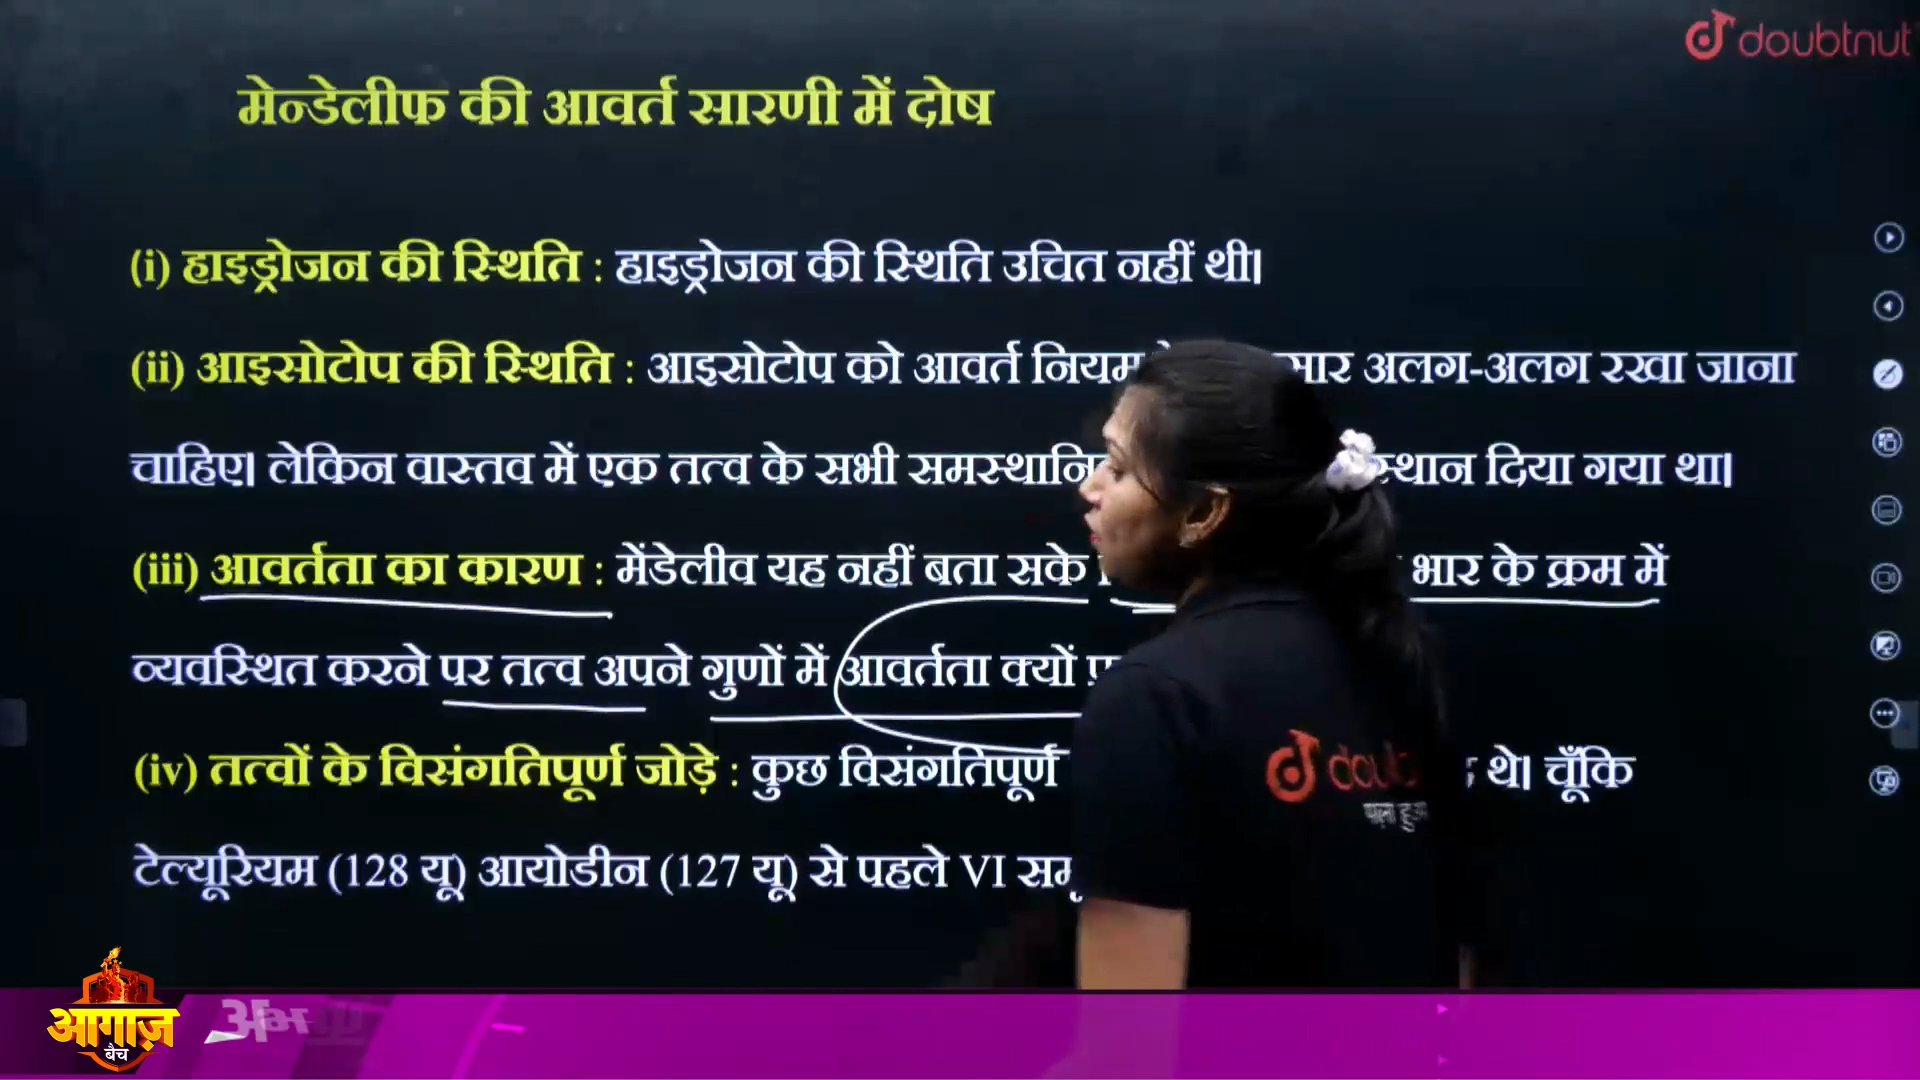 doubtnut
मेन्डेलीफ की आवर्त सारणी में दोष
(i) हाइड्रोजन की स्थिति : हाइड्रोजन की स्थिति उचित नहीं थी।
(ii) आइसोटोप की स्थिति : आइसोटोप को आवर्त नियम अलग-अलग रखा जाना
चाहिए। लेकिन वास्तव में एक तत्व के सभी स्थान दिया गया था।
(iii) आवर्तता का कारण : मेंडेलीव यह नहीं बता सके भार के क्रम में
व्यवस्थित करने पर तत्व अपने गुणों में आवर्तता क्यों
(iv) तत्वों के विसंगतिपूर्ण जोड़े : कुछ विसंगतिपूर्ण थे। चूँकि
टेल्यूरियम (128 यू) आयोडीन (127 यू) से पहले VI
आगाज़
बैच